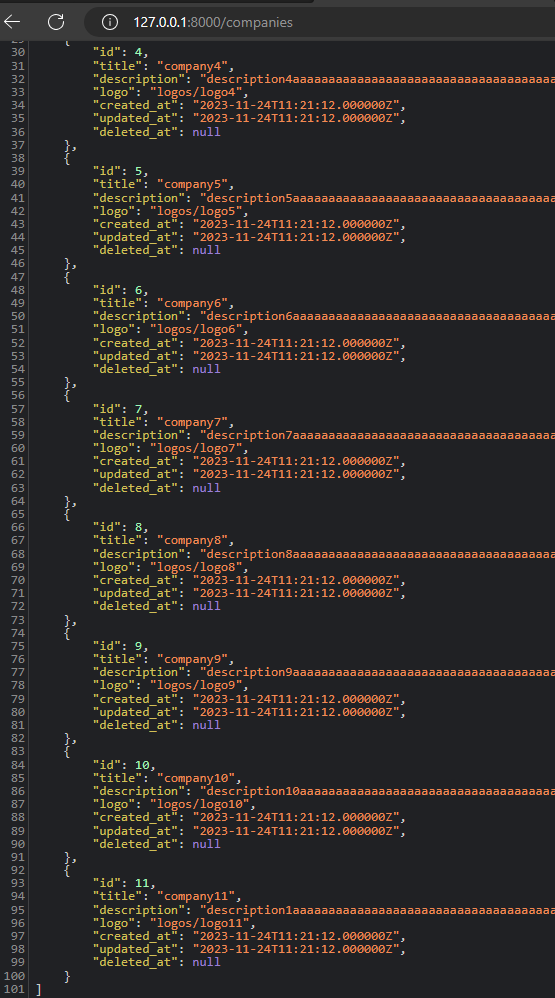 127.0.0.1:8000/companies
29 {
30 "id": 4,
31 "title": "company4",
32 "description": "description4aaaaaaaaaaaaaaaaaaaaaaaaaaaaaaaaaaaaa
33 "logo": "logos/logo4",
34 "created_at": "2023-11-24T11:21:12.000000Z",
35 "updated_at": "2023-11-24T11:21:12.000000Z",
36 "deleted_at": null
37 },
38 {
39 "id": 5,
40 "title": "company5",
41 "description": "description5aaaaaaaaaaaaaaaaaaaaaaaaaaaaaaaaaaaaa
42 "logo": "logos/logo5",
43 "created_at": "2023-11-24T11:21:12.000000Z",
44 "updated_at": "2023-11-24T11:21:12.000000Z",
45 "deleted_at": null
46 },
47 {
48 "id": 6,
49 "title": "company6",
50 "description": "description6aaaaaaaaaaaaaaaaaaaaaaaaaaaaaaaaaaaaa
51 "logo": "logos/logo6",
52 "created_at": "2023-11-24T11:21:12.000000Z",
53 "updated_at": "2023-11-24T11:21:12.000000Z",
54 "deleted_at": null
55 },
56 {
57 "id": 7,
58 "title": "company7",
59 "description": "description7aaaaaaaaaaaaaaaaaaaaaaaaaaaaaaaaaaaaa
60 "logo": "logos/logo7",
61 "created_at": "2023-11-24T11:21:12.000000Z",
62 "updated_at": "2023-11-24T11:21:12.000000Z",
63 "deleted_at": null
64 },
65 {
66 "id": 8,
67 "title": "company8",
68 "description": "description8aaaaaaaaaaaaaaaaaaaaaaaaaaaaaaaaaaaaa
69 "logo": "logos/logo8",
70 "created_at": "2023-11-24T11:21:12.000000Z",
71 "updated_at": "2023-11-24T11:21:12.000000Z",
72 "deleted_at": null
73 },
74 {
75 "id": 9,
76 "title": "company9",
77 "description": "description9aaaaaaaaaaaaaaaaaaaaaaaaaaaaaaaaaaaaa
78 "logo": "logos/logo9",
79 "created_at": "2023-11-24T11:21:12.000000Z",
80 "updated_at": "2023-11-24T11:21:12.000000Z",
81 "deleted_at": null
82 },
83 {
84 "id": 10,
85 "title": "company10",
86 "description": "description10aaaaaaaaaaaaaaaaaaaaaaaaaaaaaaaaaaaa
87 "logo": "logos/logo10",
88 "created_at": "2023-11-24T11:21:12.000000Z",
89 "updated_at": "2023-11-24T11:21:12.000000Z",
90 "deleted_at": null
91 },
92 {
93 "id": 11,
94 "title": "company11",
95 "description": "description1aaaaaaaaaaaaaaaaaaaaaaaaaaaaaaaaaaaaa
96 "logo": "logos/logo11",
97 "created_at": "2023-11-24T11:21:12.000000Z",
98 "updated_at": "2023-11-24T11:21:12.000000Z",
99 "deleted_at": null
100 }
101 ]